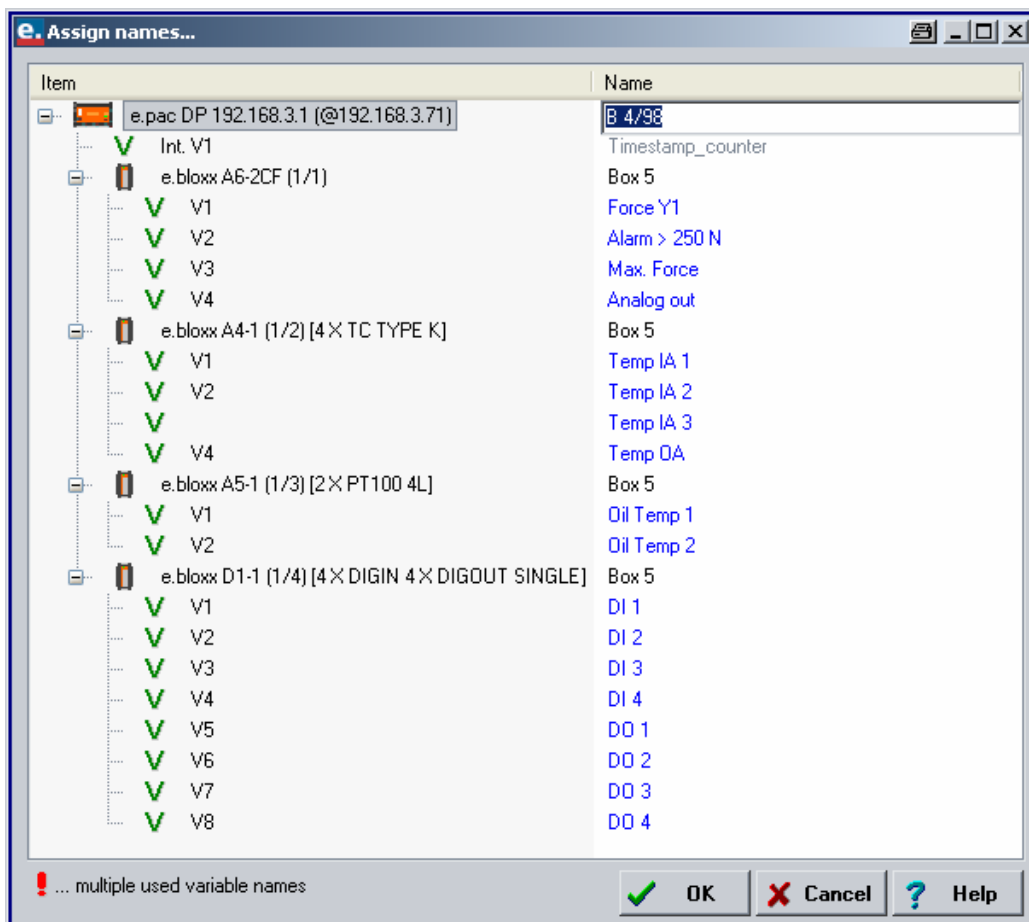 e. Assign names...
Item Name
e.pac DP 192.168.3.1 (@192.168.3.71) B 4/98
Int. V1 Timestamp_counter
e.bloxx A6-2CF (1/1) Box 5
V V1 Force Y1
V V2 Alarm > 250 N
V V3 Max. Force
V V4 Analog out
e.bloxx A4-1 (1/2) [4 X TC TYPE K] Box 5
V V1 Temp IA 1
V V2 Temp IA 2
V Temp IA 3
V V4 Temp OA
e.bloxx A5-1 (1/3) [2 X PT100 4L] Box 5
V V1 Oil Temp 1
V V2 Oil Temp 2
e.bloxx D1-1 (1/4) [4 X DIGIN 4 X DIGOUT SINGLE] Box 5
V V1 DI 1
V V2 DI 2
V V3 DI 3
V V4 DI 4
V V5 DO 1
V V6 DO 2
V V7 DO 3
V V8 DO 4
! ... multiple used variable names
OK Cancel ? Help